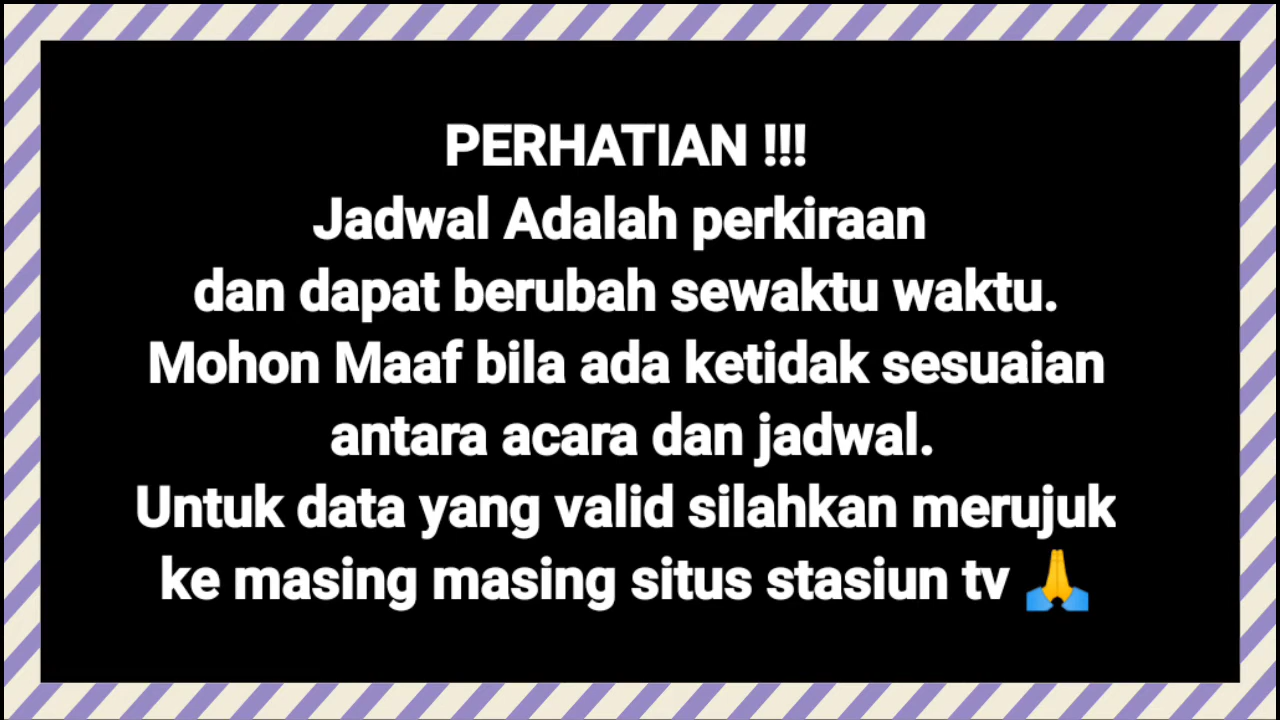 PERHATIAN !!!
Jadwal Adalah perkiraan
dan dapat berubah sewaktu waktu.
Mohon Maaf bila ada ketidak sesuaian
antara acara dan jadwal.
Untuk data yang valid silahkan merujuk
ke masing masing situs stasiun tv 🙏